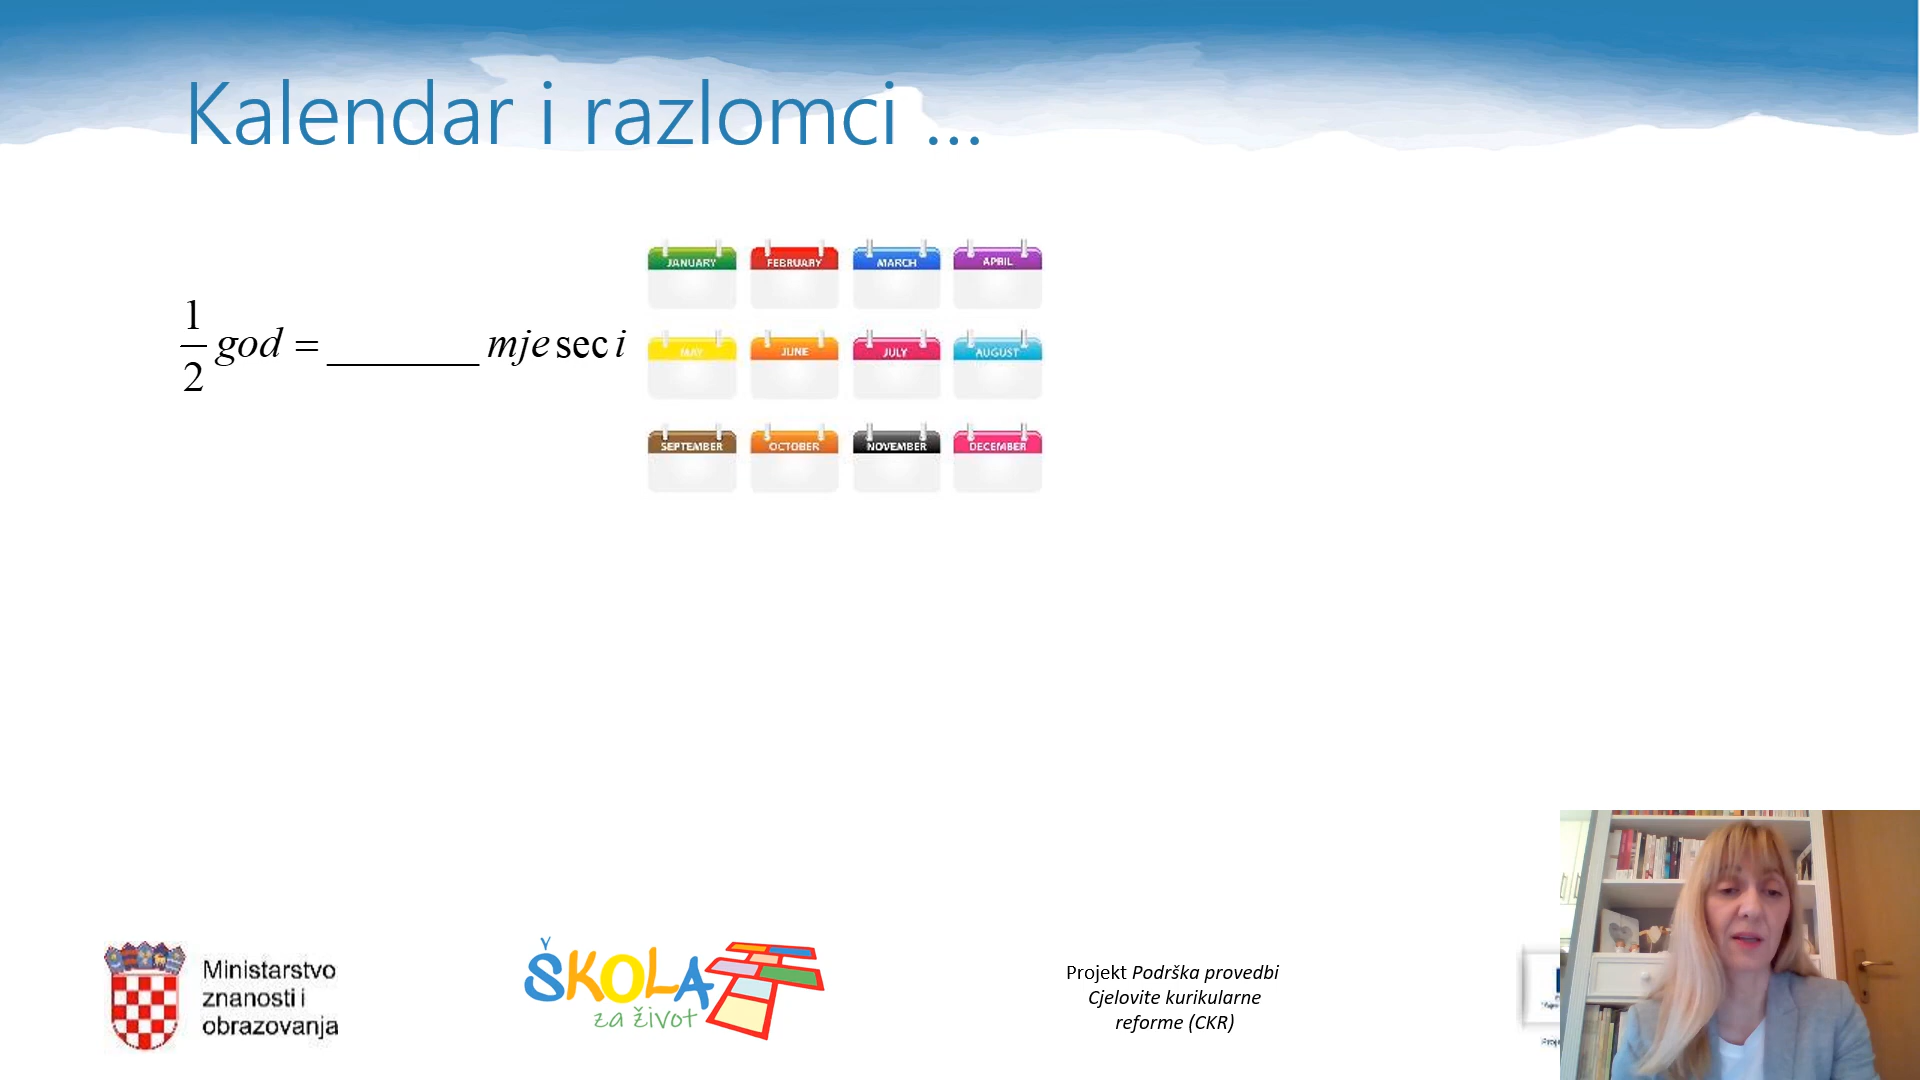 Kalendar i razlomci ...
1/2 god = ________ mjeseci
JANUARY FEBRUARY MARCH APRIL
MAY JUNE JULY AUGUST
SEPTEMBER OCTOBER NOVEMBER DECEMBER
Ministarstvo
znanosti i
obrazovanja
ŠKOLA
za život
Projekt Podrška provedbi
Cjelovite kurikularne
reforme (CKR)